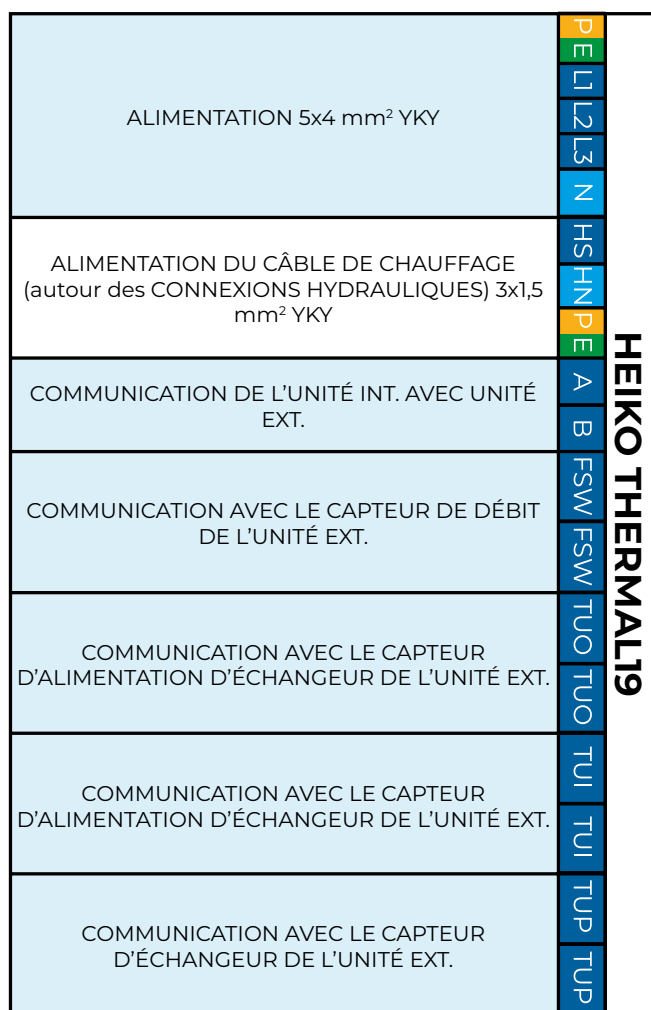 ALIMENTATION 5x4 mm² YKY
P
E
L1
L2
L3
N
ALIMENTATION DU CÂBLE DE CHAUFFAGE
(autour des CONNEXIONS HYDRAULIQUES) 3x1,5
mm² YKY
HS
HN
P
E
COMMUNICATION DE L’UNITÉ INT. AVEC UNITÉ
EXT.
A
B
COMMUNICATION AVEC LE CAPTEUR DE DÉBIT
DE L’UNITÉ EXT.
FSW
FSW
COMMUNICATION AVEC LE CAPTEUR
D’ALIMENTATION D’ÉCHANGEUR DE L’UNITÉ EXT.
TUO
TUO
COMMUNICATION AVEC LE CAPTEUR
D’ALIMENTATION D’ÉCHANGEUR DE L’UNITÉ EXT.
TUI
TUI
COMMUNICATION AVEC LE CAPTEUR
D’ÉCHANGEUR DE L’UNITÉ EXT.
TUP
TUP
HEIKO THERMAL19